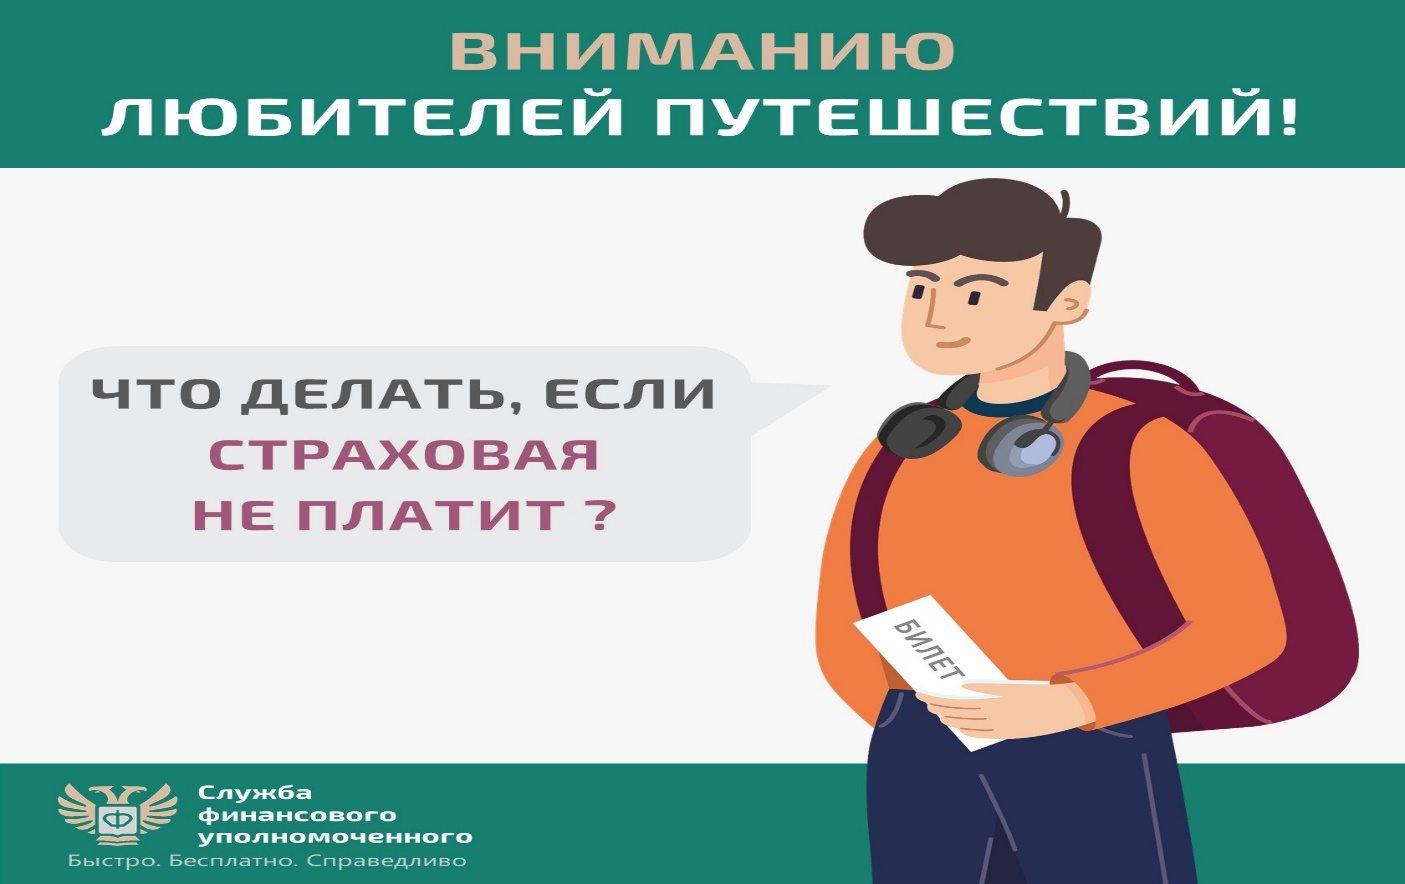 ВНИМАНИЮ
ЛЮБИТЕЛЕЙ ПУТЕШЕСТВИЙ!
ЧТО ДЕЛАТЬ, ЕСЛИ
СТРАХОВАЯ
НЕ ПЛАТИТ ?
БИЛЕТ
Ф
Служба
финансового
уполномоченного
Быстро. Бесплатно. Справедливо